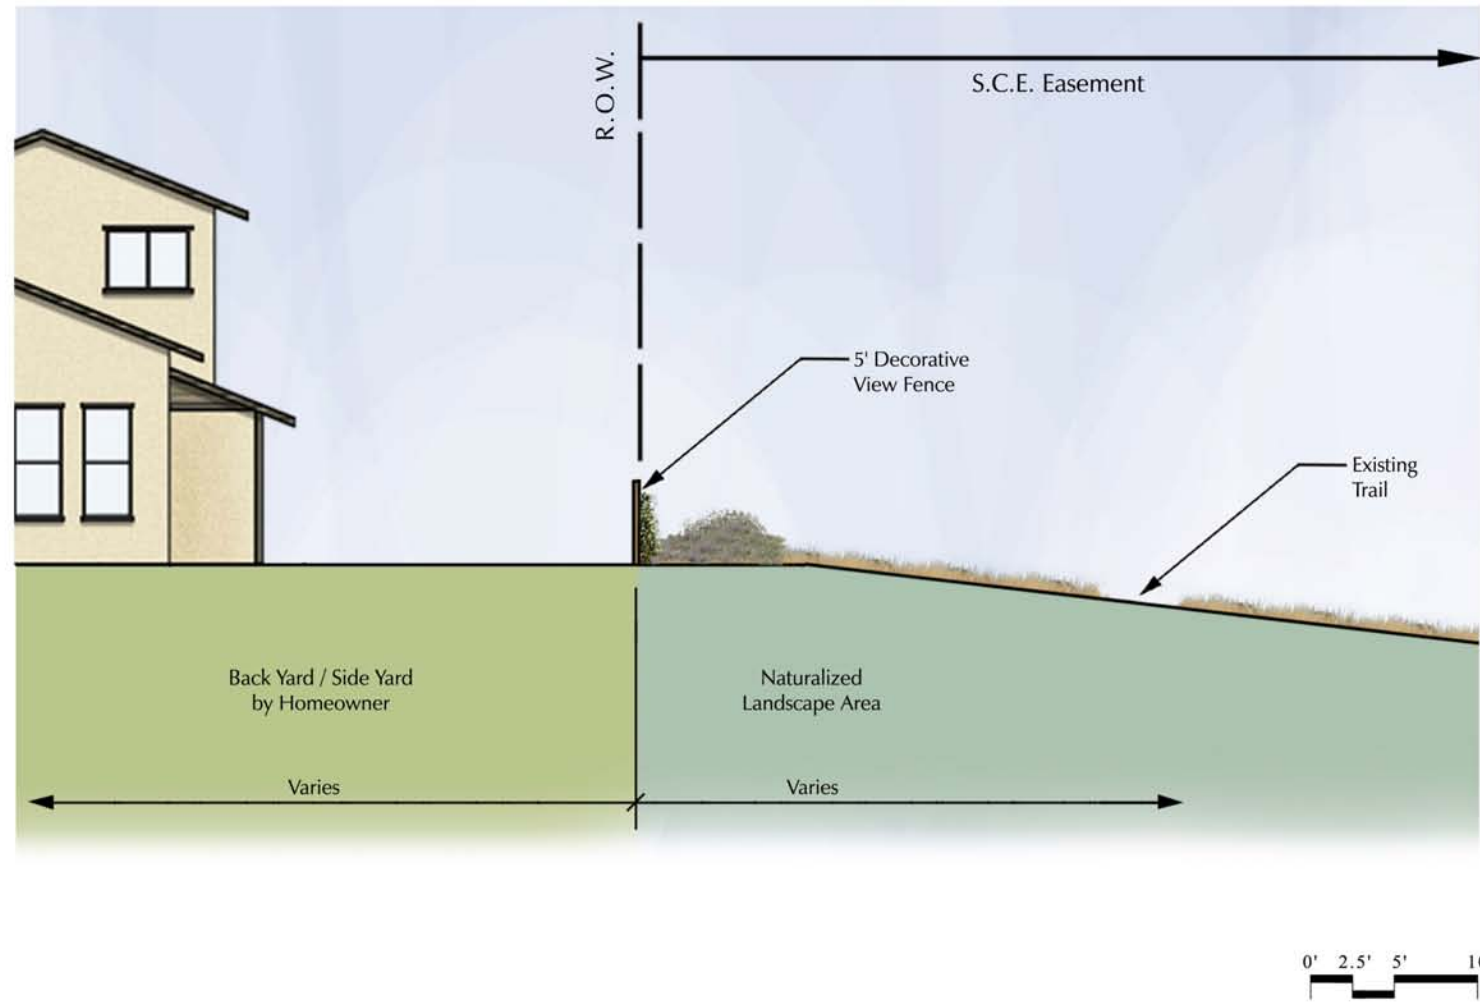 R.O.W.
S.C.E. Easement
5' Decorative
View Fence
Existing
Trail
Back Yard / Side Yard
by Homeowner
Naturalized
Landscape Area
Varies
Varies
0' 2.5' 5'